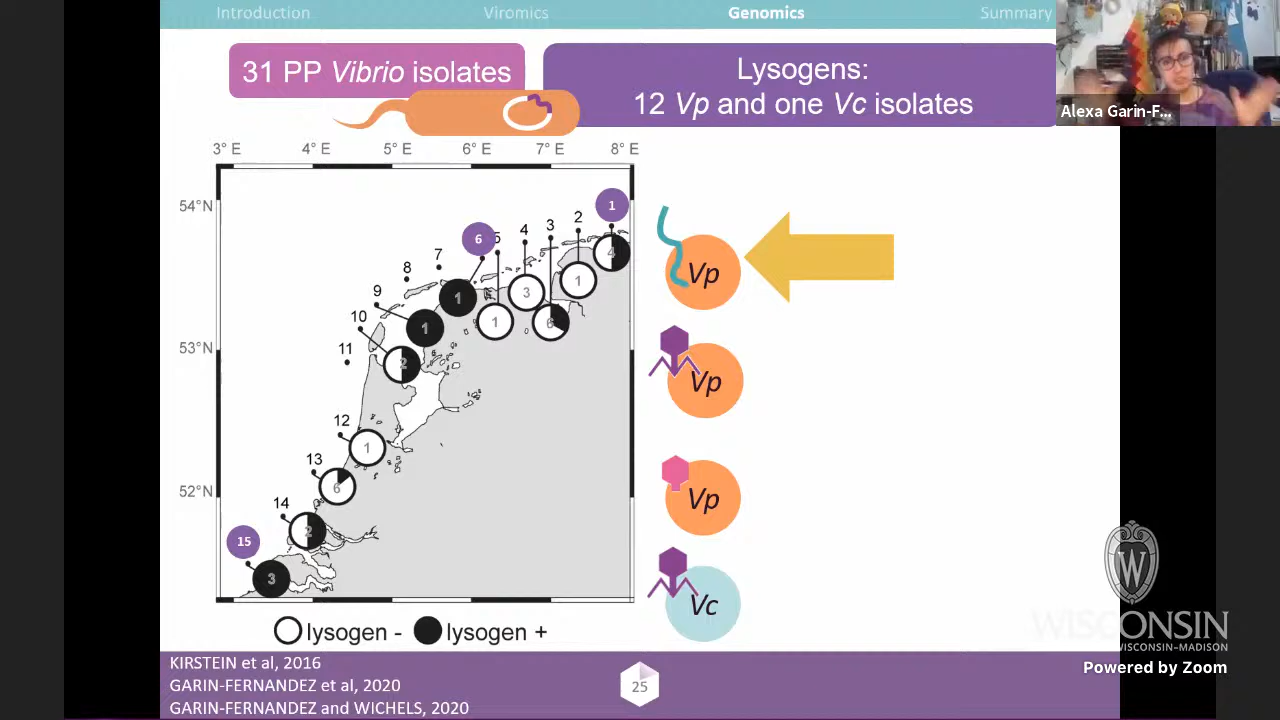 Introduction Viromics Genomics Summary
31 PP Vibrio isolates
Lysogens:
12 Vp and one Vc isolates
Alexa Garin-F...
3° E 4° E 5° E 6° E 7° E 8° E
54°N
53°N
52°N
1
2
3
4
5
6
7
8
9
10
11
12
13
14
15
4
1
3
6
1
1
1
2
1
6
2
3
Vp
Vp
Vp
Vc
lysogen - lysogen +
KIRSTEIN et al, 2016
GARIN-FERNANDEZ et al, 2020
GARIN-FERNANDEZ and WICHELS, 2020
25
W
WISCONSIN
WISCONSIN-MADISON
Powered by Zoom